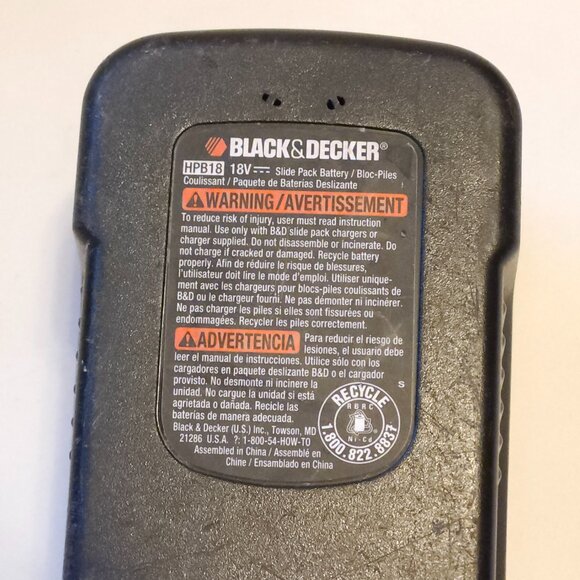 BLACK&DECKER®
HPB18 18V Slide Pack Battery / Bloc-Piles
Coulissant / Paquete de Baterías Deslizante
WARNING/AVERTISSEMENT
To reduce risk of injury, user must read instruction
manual. Use only with B&D slide pack chargers or
charger supplied. Do not disassemble or incinerate. Do
not charge if cracked or damaged. Recycle battery
properly. Afin de réduire le risque de blessures,
l'utilisateur doit lire le mode d'emploi. Utiliser unique-
ment avec les chargeurs pour blocs-piles coulissants de
B&D ou le chargeur fourni. Ne pas démonter ni incinérer.
Ne pas charger les piles si elles sont fissurées ou
endommagées. Recycler les piles correctement.
ADVERTENCIA Para reducir el riesgo de
lesiones, el usuario debe
leer el manual de instrucciones. Utilice sólo con los
cargadores en paquete deslizante B&D o el cargador
provisto. No desmonte ni incinere la
unidad. No cargue la unidad si está
agrietada o dañada. Recicle las
baterías de manera adecuada.
Black & Decker (U.S.) Inc., Towson, MD
21286 U.S.A. ?: 1-800-54-HOW-TO
Assembled in China / Assemblé en
Chine / Ensamblado en China
S
RECYCLE
RBRC
Ni-Cd
1.800.822.8837